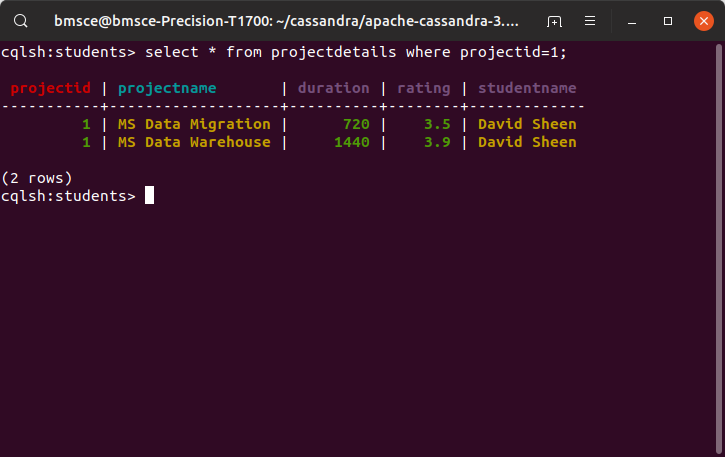 bmsce@bmsce-Precision-T1700: ~/cassandra/apache-cassandra-3....
cqlsh:students> select * from projectdetails where projectid=1;
projectid | projectname       | duration | rating | studentname
-----------+-------------------+----------+--------+-------------
         1 | MS Data Migration |      720 |    3.5 | David Sheen
         1 | MS Data Warehouse |     1440 |    3.9 | David Sheen
(2 rows)
cqlsh:students>